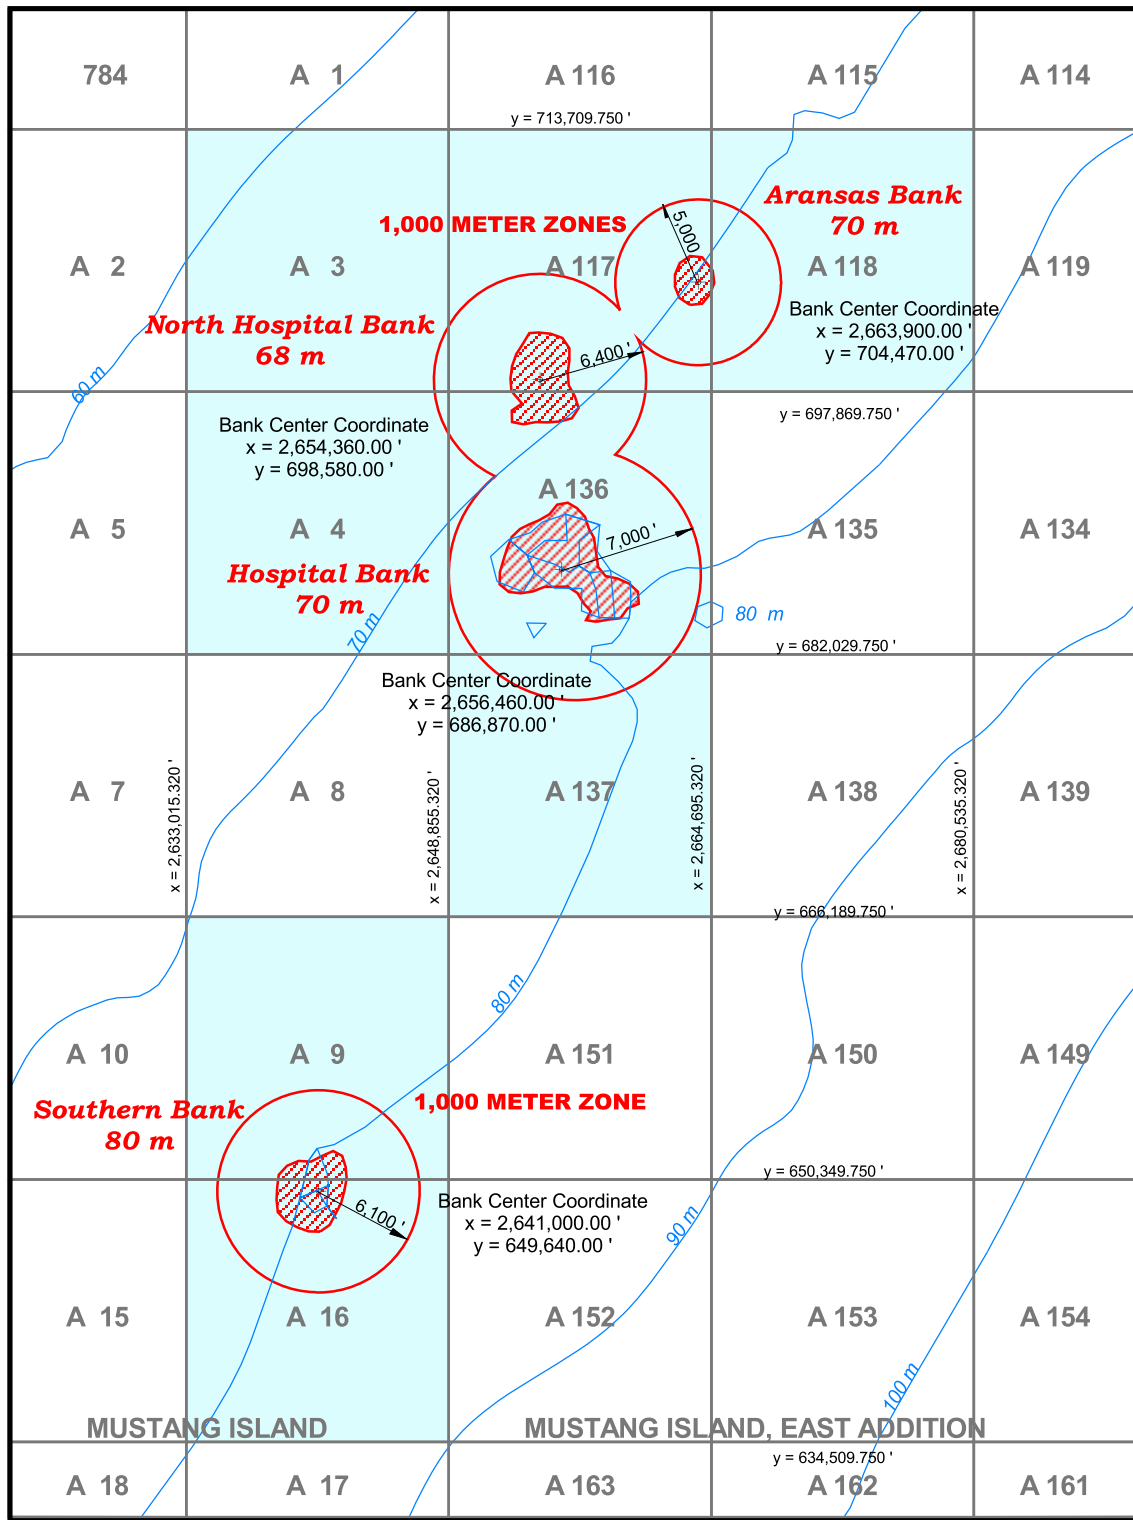 784
A 1
A 116
A 115
A 114
y = 713,709.750 '
Aransas Bank
70 m
1,000 METER ZONES
5,000 '
A 2
A 3
A 117
A 118
A 119
Bank Center Coordinate
x = 2,663,900.00 '
y = 704,470.00 '
North Hospital Bank
68 m
6,400 '
60 m
y = 697,869.750 '
Bank Center Coordinate
x = 2,654,360.00 '
y = 698,580.00 '
A 136
A 5
A 4
A 135
A 134
7,000 '
Hospital Bank
70 m
80 m
70 m
y = 682,029.750 '
Bank Center Coordinate
x = 2,656,460.00 '
y = 686,870.00 '
A 7
A 8
A 137
A 138
A 139
x = 2,633,015.320 '
x = 2,648,855.320 '
x = 2,664,695.320 '
x = 2,680,535.320 '
y = 666,189.750 '
80 m
A 10
A 9
A 151
A 150
A 149
Southern Bank
80 m
1,000 METER ZONE
y = 650,349.750 '
6,100 '
Bank Center Coordinate
x = 2,641,000.00 '
y = 649,640.00 '
90 m
A 15
A 16
A 152
A 153
A 154
100 m
MUSTANG ISLAND
MUSTANG ISLAND, EAST ADDITION
y = 634,509.750 '
A 18
A 17
A 163
A 162
A 161